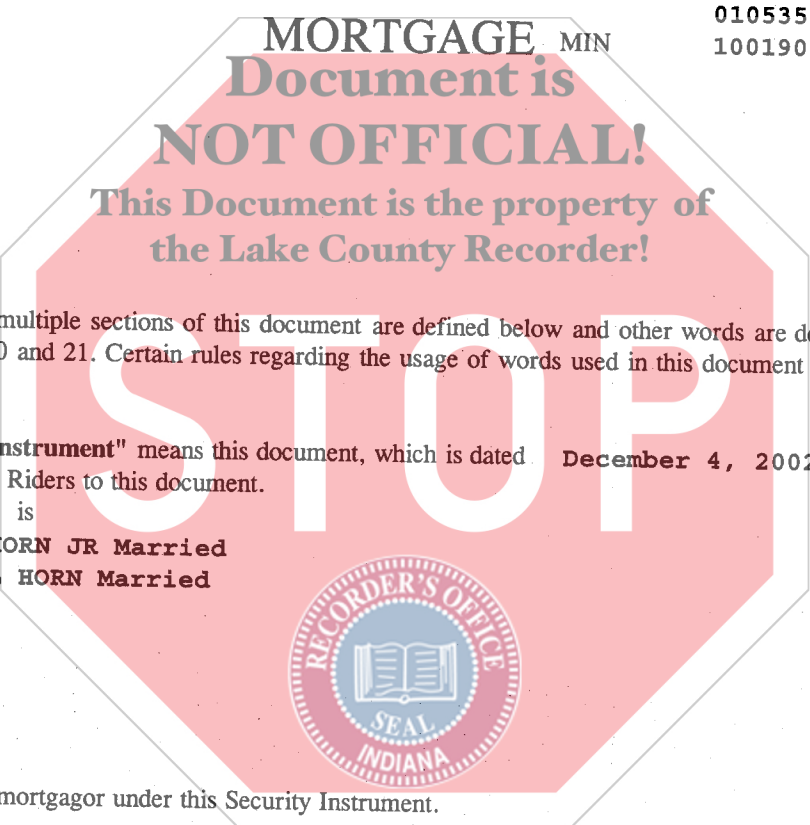 010535
MORTGAGE MIN
100190
Document is
NOT OFFICIAL!
This Document is the property of
the Lake County Recorder!
multiple sections of this document are defined below and other words are
0 and 21. Certain rules regarding the usage of words used in this document
nstrument" means this document, which is dated December 4, 2002
Riders to this document.
is
ORN JR Married
HORN Married
STOP
RECORDER'S OFFICE
SEAL
INDIANA
mortgagor under this Security Instrument.